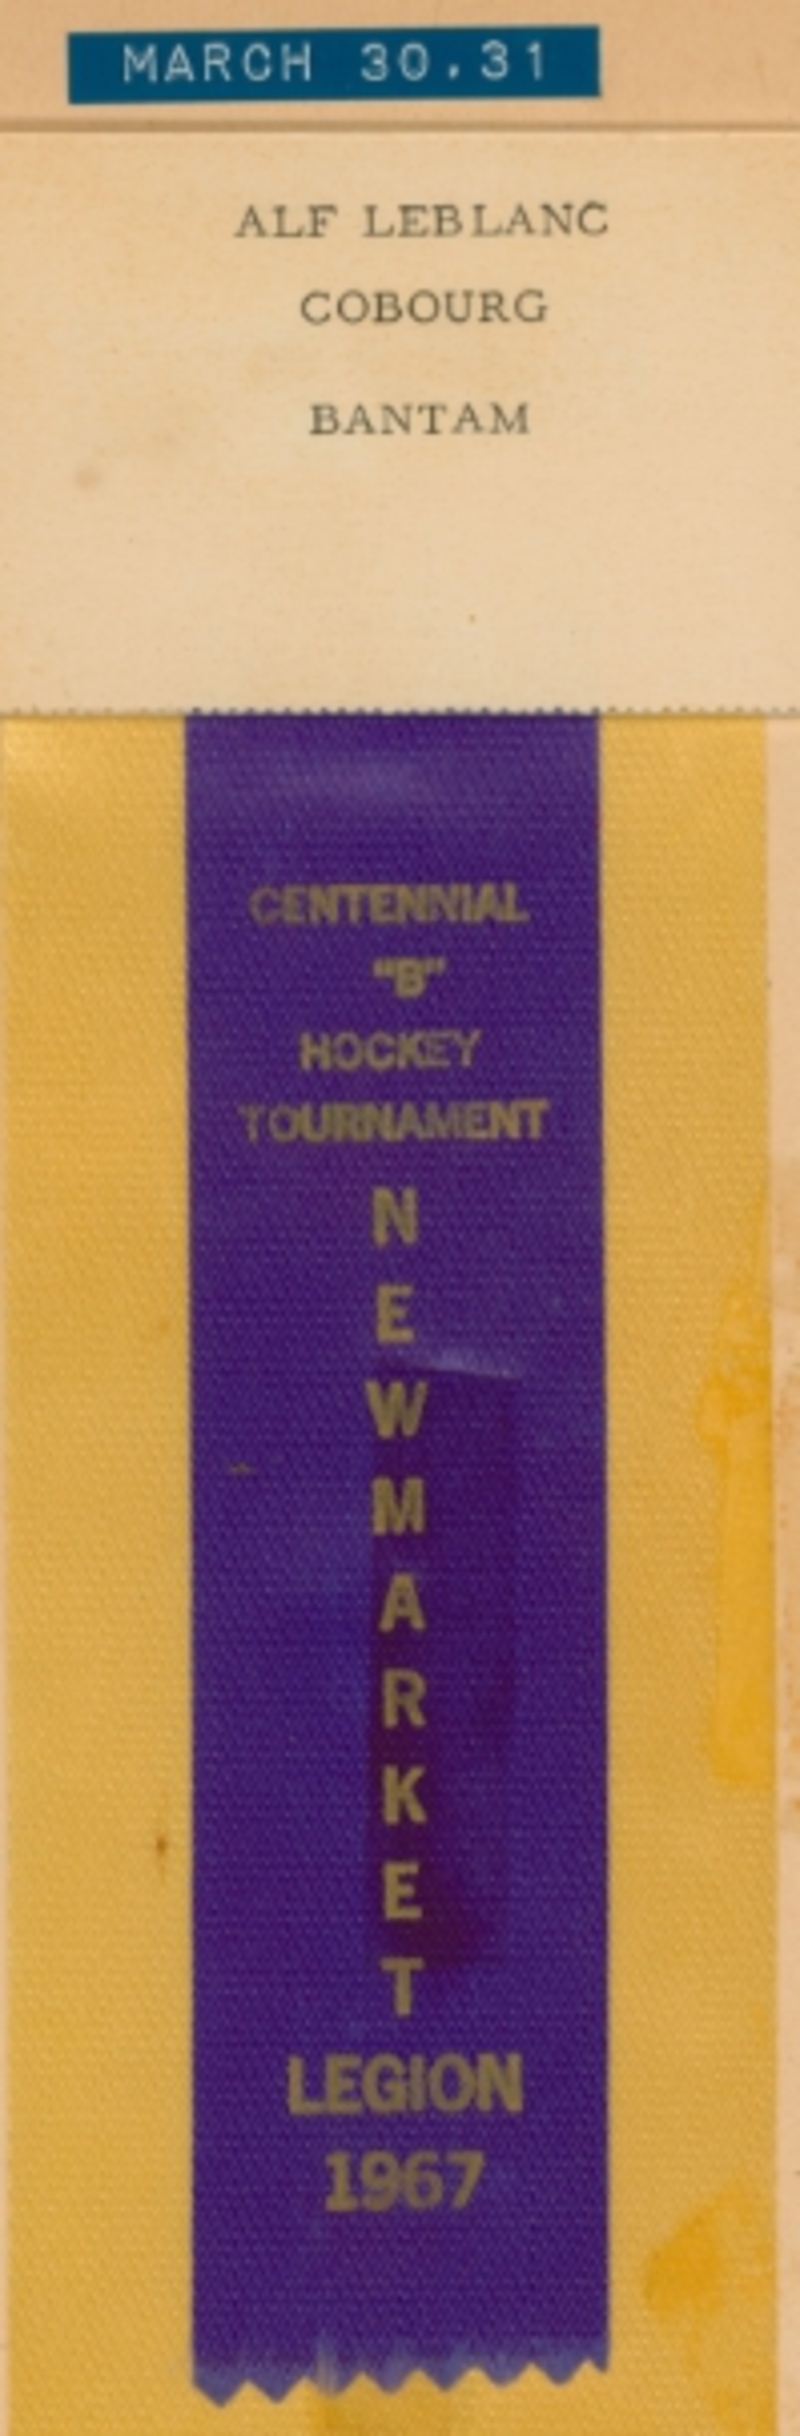 MARCH 30.31
ALF LEBLANC
COBOURG
BANTAM
CENTENNIAL
"B"
HOCKEY
TOURNAMENT
N
E
W
M
A
R
K
E
T
LEGION
1967